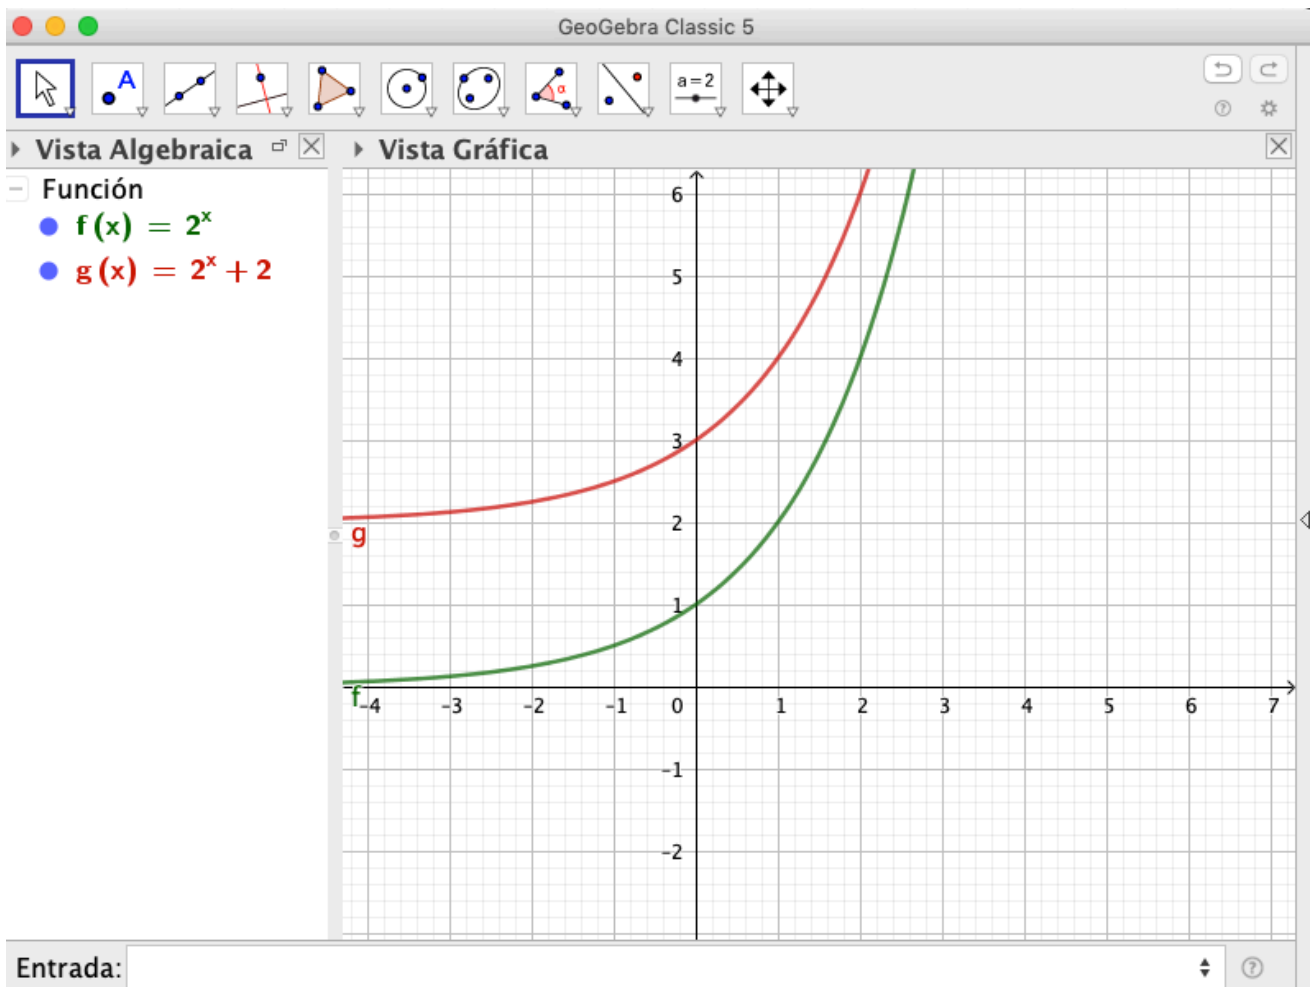 GeoGebra Classic 5
A
α
a=2
Vista Algebraica
Vista Gráfica
Función
f(x) = 2ˣ
g(x) = 2ˣ + 2
6
5
4
3
2
1
-1
-2
g
f
-4 -3 -2 -1 0 1 2 3 4 5 6 7
Entrada: